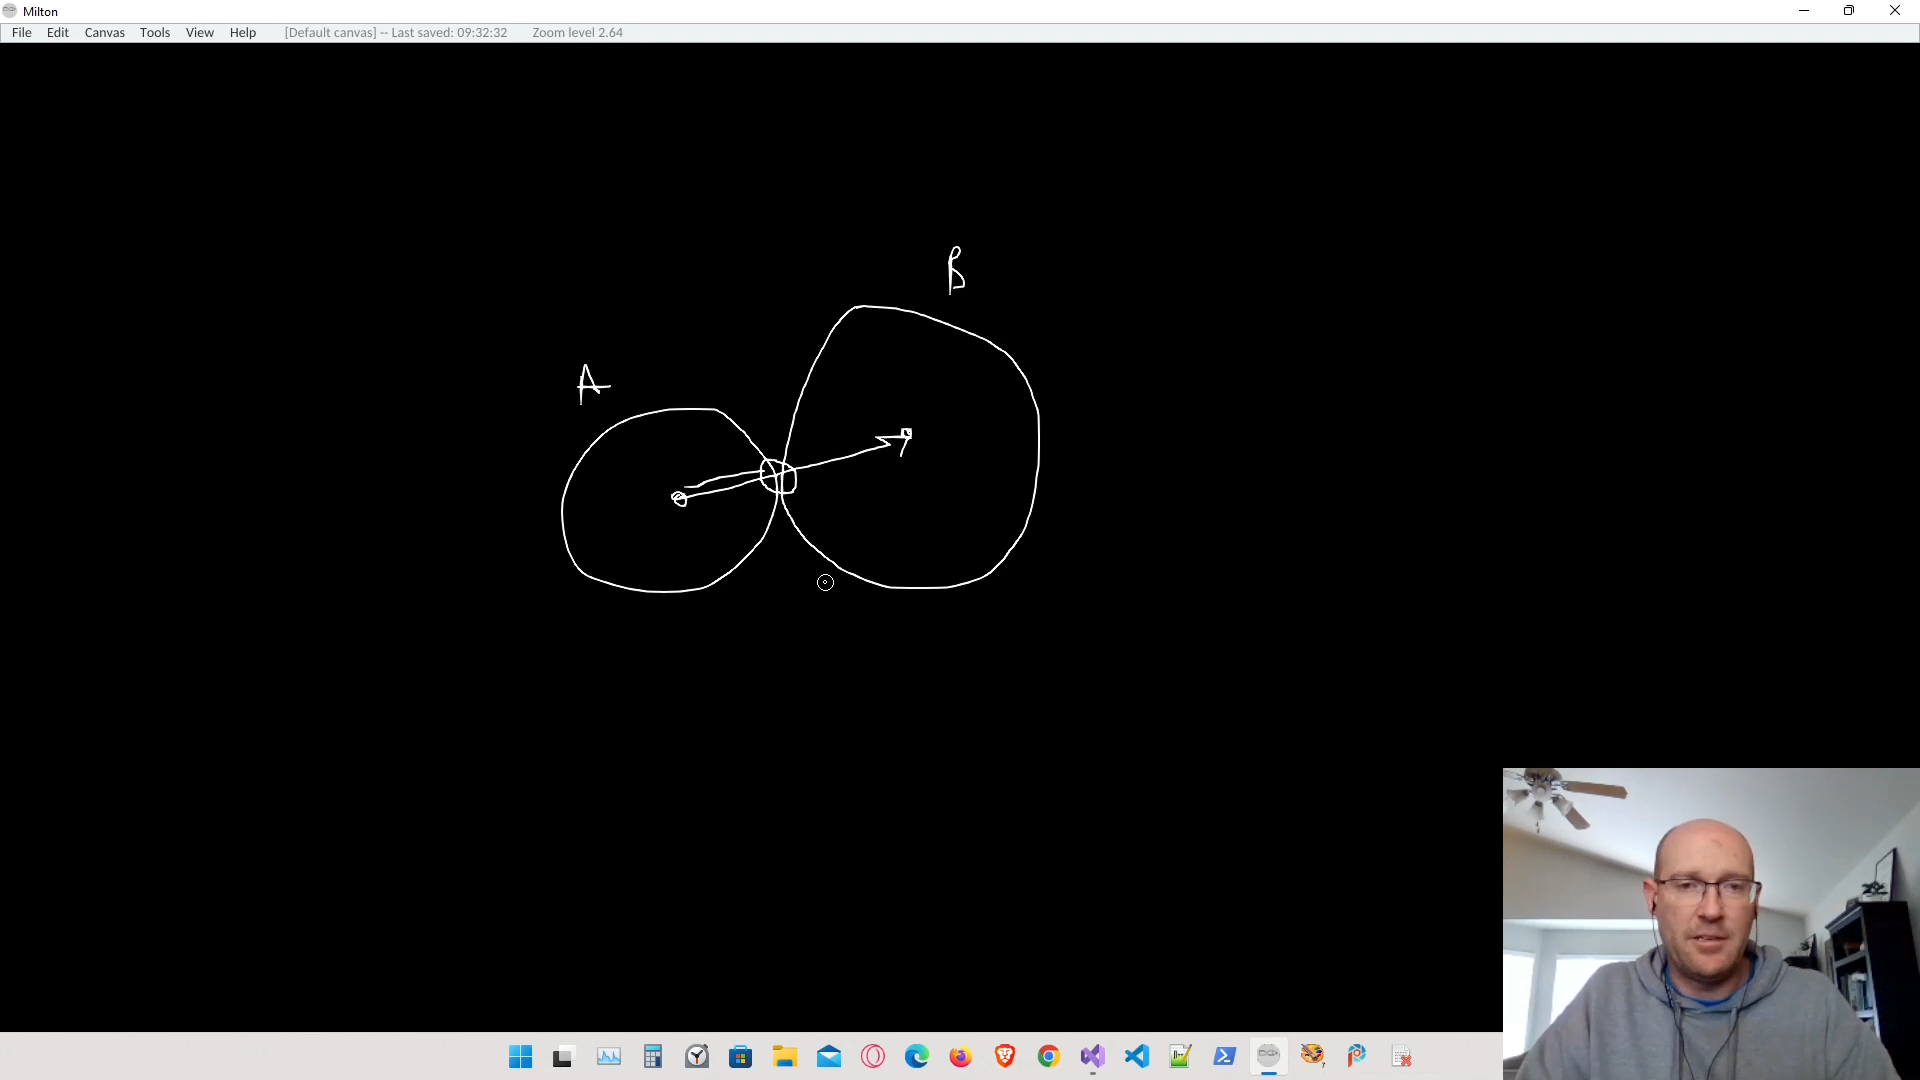 Milton
File Edit Canvas Tools View Help [Default canvas] -- Last saved: 09:32:32 Zoom level 2.64
B
A